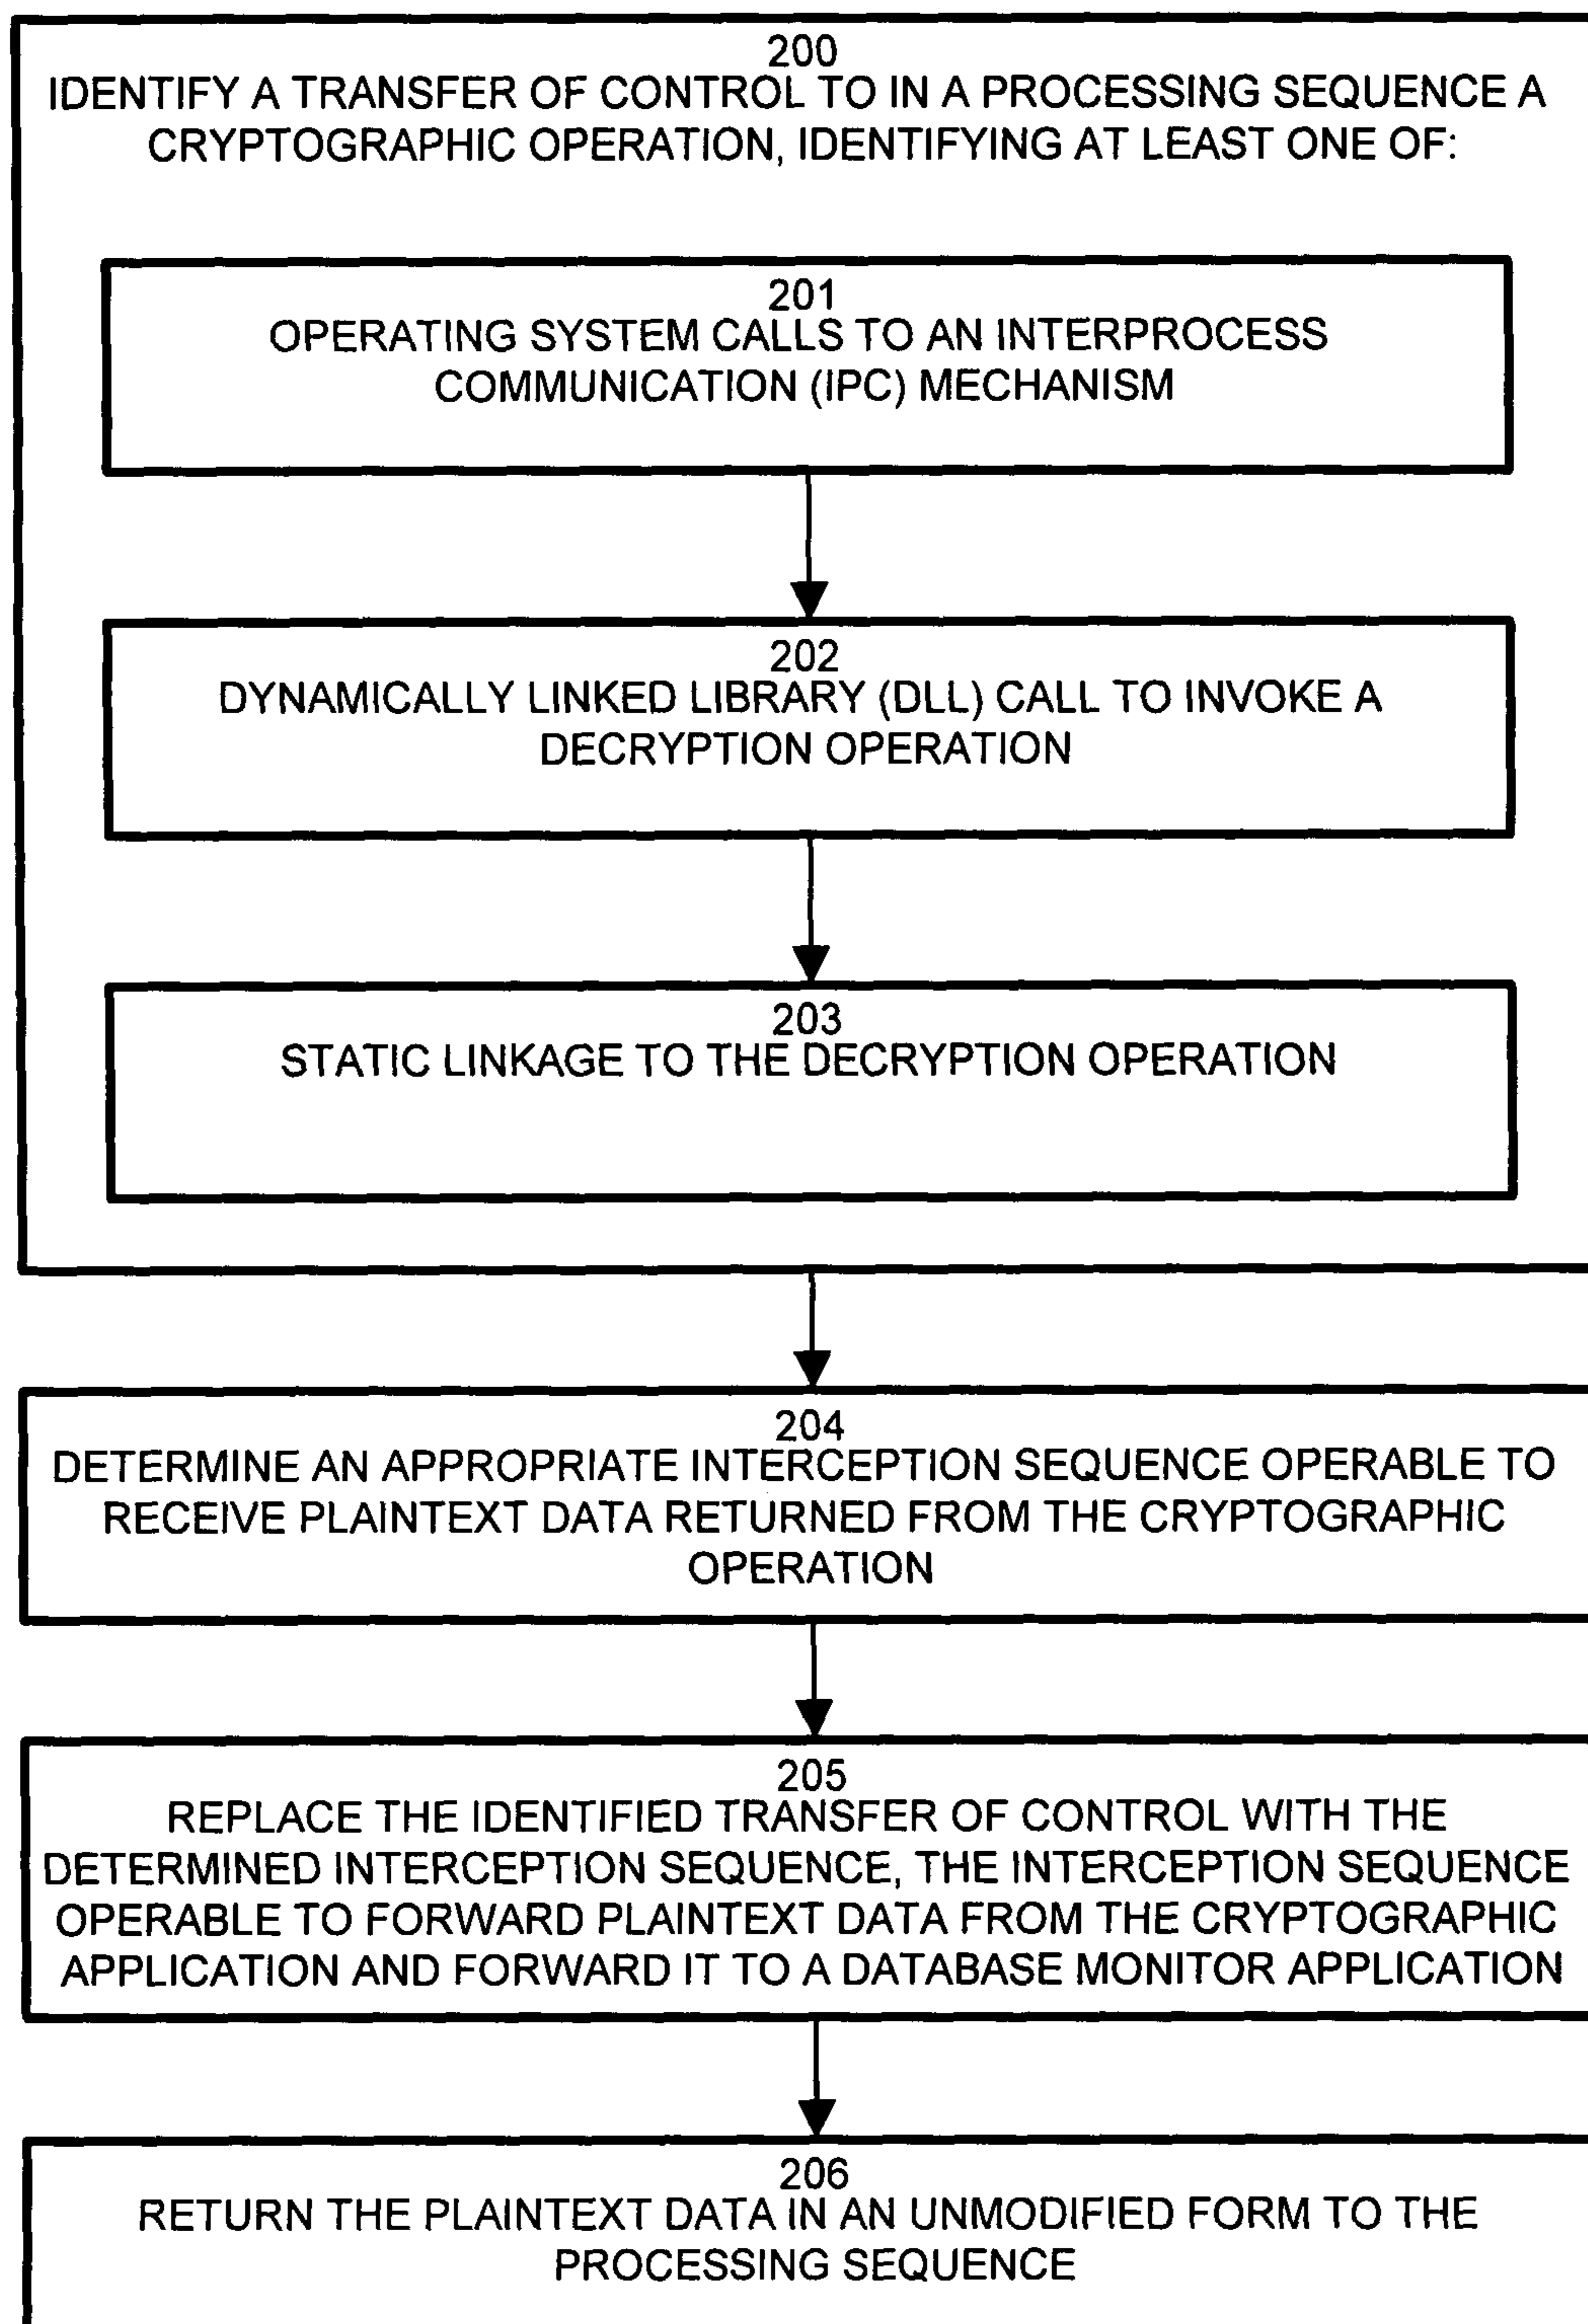 200
IDENTIFY A TRANSFER OF CONTROL TO IN A PROCESSING SEQUENCE A
CRYPTOGRAPHIC OPERATION, IDENTIFYING AT LEAST ONE OF:
201
OPERATING SYSTEM CALLS TO AN INTERPROCESS
COMMUNICATION (IPC) MECHANISM
202
DYNAMICALLY LINKED LIBRARY (DLL) CALL TO INVOKE A
DECRYPTION OPERATION
203
STATIC LINKAGE TO THE DECRYPTION OPERATION
204
DETERMINE AN APPROPRIATE INTERCEPTION SEQUENCE OPERABLE TO
RECEIVE PLAINTEXT DATA RETURNED FROM THE CRYPTOGRAPHIC
OPERATION
205
REPLACE THE IDENTIFIED TRANSFER OF CONTROL WITH THE
DETERMINED INTERCEPTION SEQUENCE, THE INTERCEPTION SEQUENCE
OPERABLE TO FORWARD PLAINTEXT DATA FROM THE CRYPTOGRAPHIC
APPLICATION AND FORWARD IT TO A DATABASE MONITOR APPLICATION
206
RETURN THE PLAINTEXT DATA IN AN UNMODIFIED FORM TO THE
PROCESSING SEQUENCE